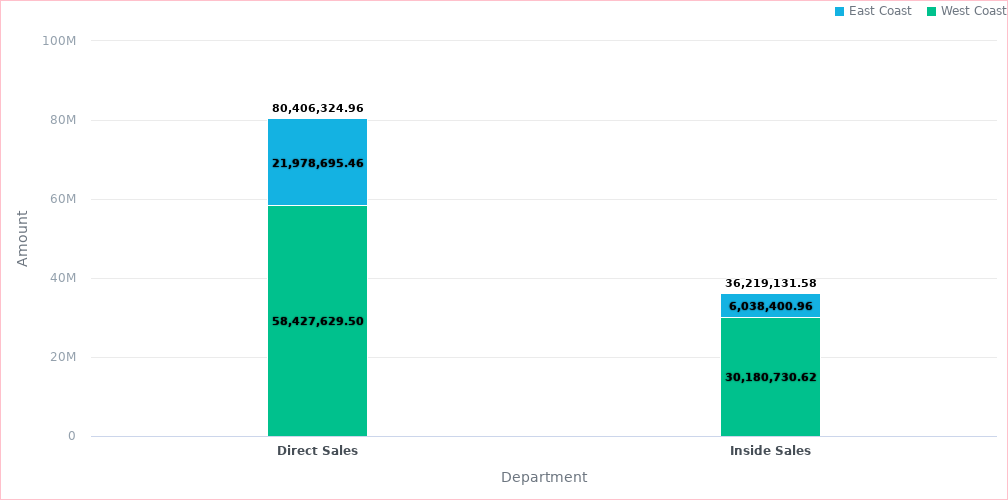 East Coast West Coast
100M
80,406,324.96
80M
21,978,695.46
60M
Amount
40M
36,219,131.58
6,038,400.96
58,427,629.50
20M
30,180,730.62
0
Direct Sales Inside Sales
Department